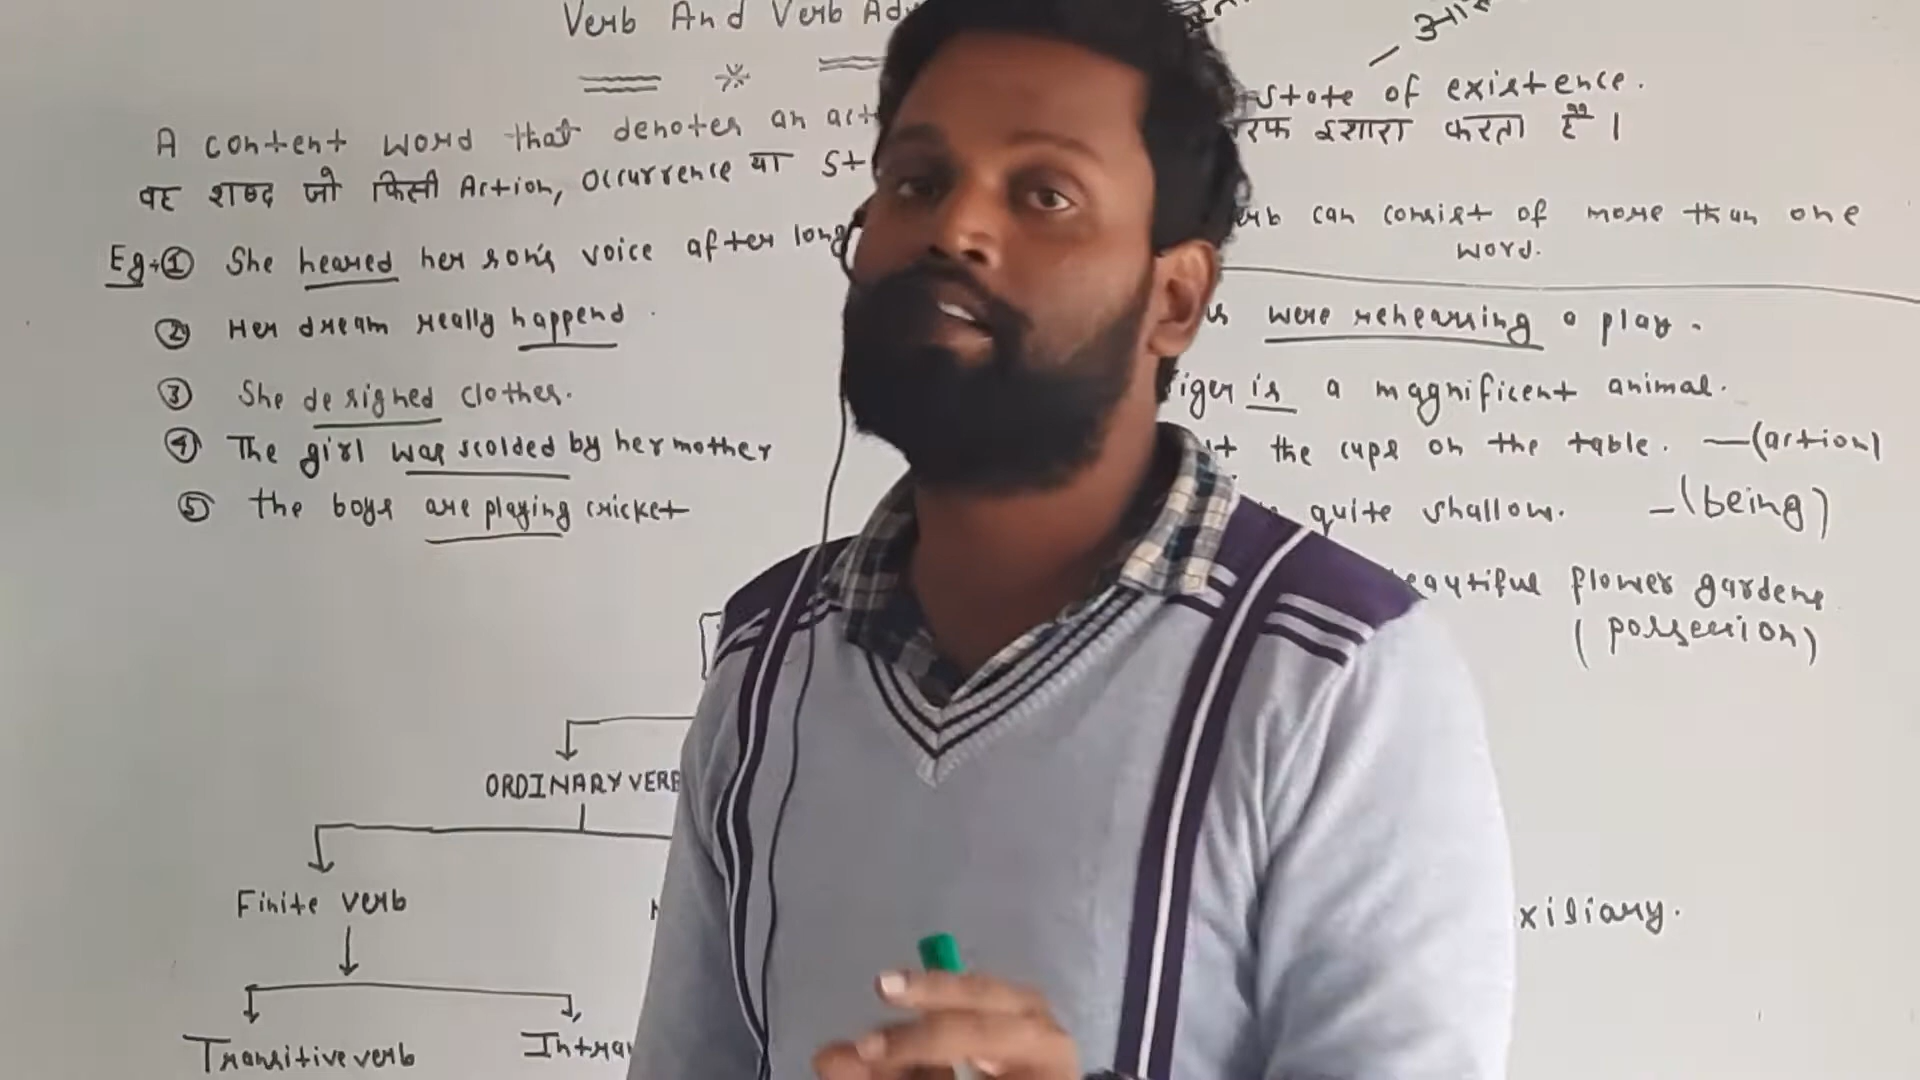 Verb And Verb Adv
state of existence.
A content word that denotes an act
रफ इशारा करता हैं ।
वह शब्द जो किसी Action, Occurrence या St
erb can consist of more than one
word.
Eg:① She heared her son's voice after long
② Her dream really happend.
③ She designed clothes.
④ The girl was scolded by her mother
⑤ the boys are playing cricket
s were rehearsing a play.
iger is a magnificent animal.
t the cups on the table. —(action)
quite shallow. –(being)
eautiful flower gardens
(possession)
ORDINARY VERB
Finite verb
xiliary.
Transitive verb
Intran